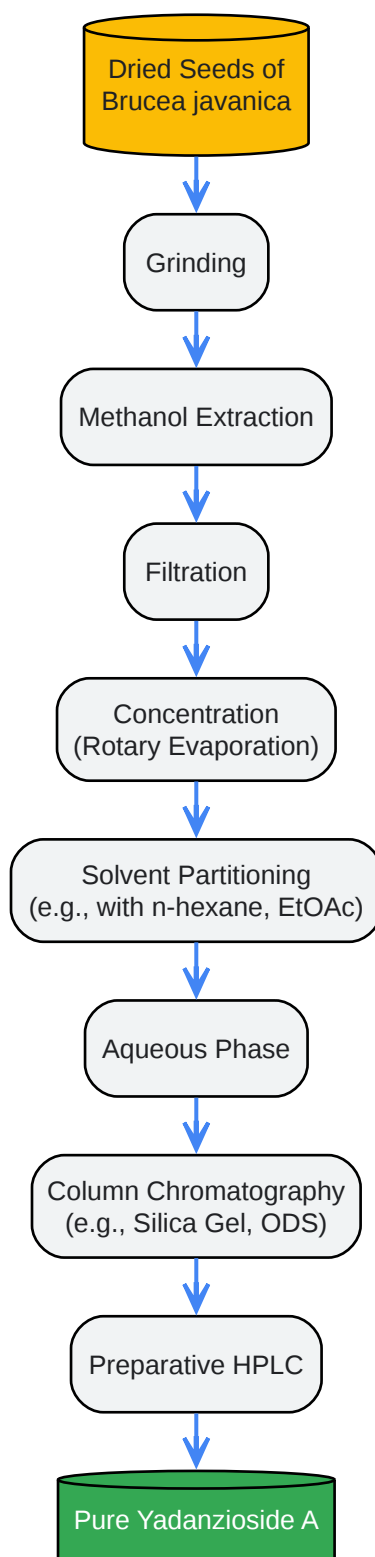 Dried Seeds of
Brucea javanica
Grinding
Methanol Extraction
Filtration
Concentration
(Rotary Evaporation)
Solvent Partitioning
(e.g., with n-hexane, EtOAc)
Aqueous Phase
Column Chromatography
(e.g., Silica Gel, ODS)
Preparative HPLC
Pure Yadanzioside A